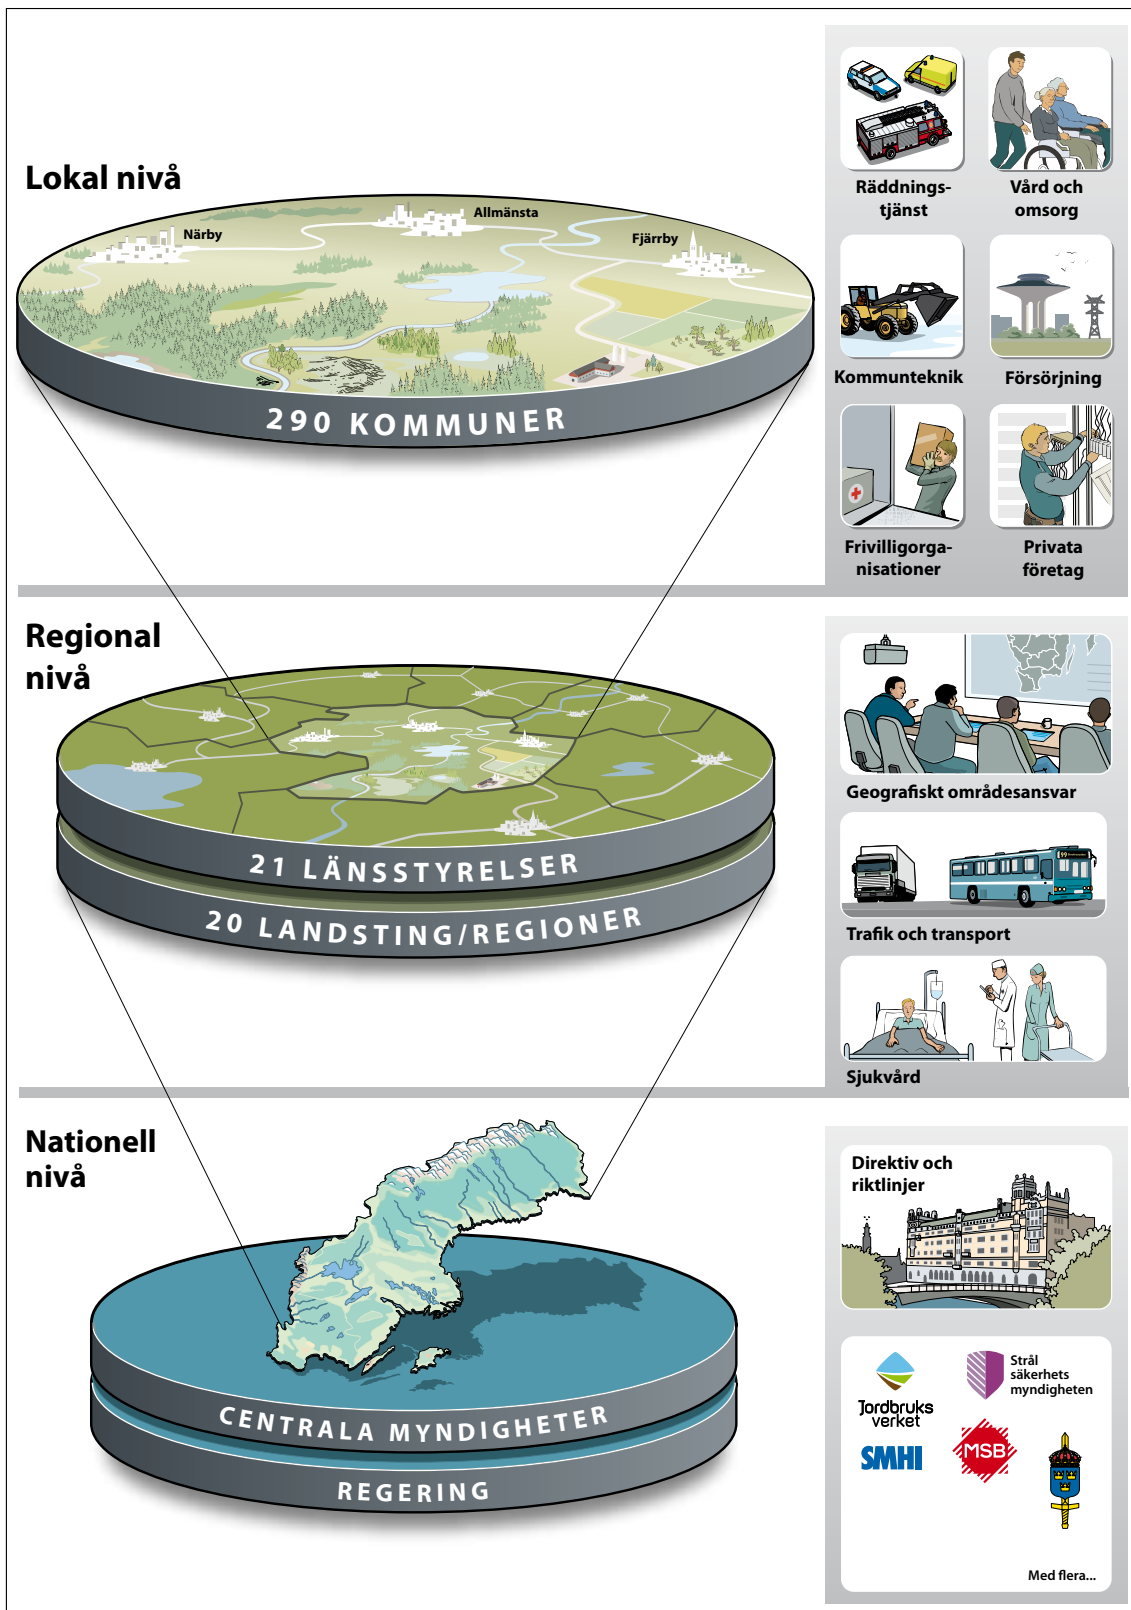 Lokal nivå
Närby
Allmänsta
Fjärrby
290 KOMMUNER
Räddnings-
tjänst
Vård och
omsorg
Kommunteknik
Försörjning
Frivilligorga-
nisationer
Privata
företag
Regional
nivå
21 LÄNSSTYRELSER
20 LANDSTING/REGIONER
Geografiskt områdesansvar
99
Trafik och transport
Sjukvård
Nationell
nivå
CENTRALA MYNDIGHETER
REGERING
Direktiv och
riktlinjer
Jordbruks
verket
Strål
säkerhets
myndigheten
SMHI
MSB
Med flera...